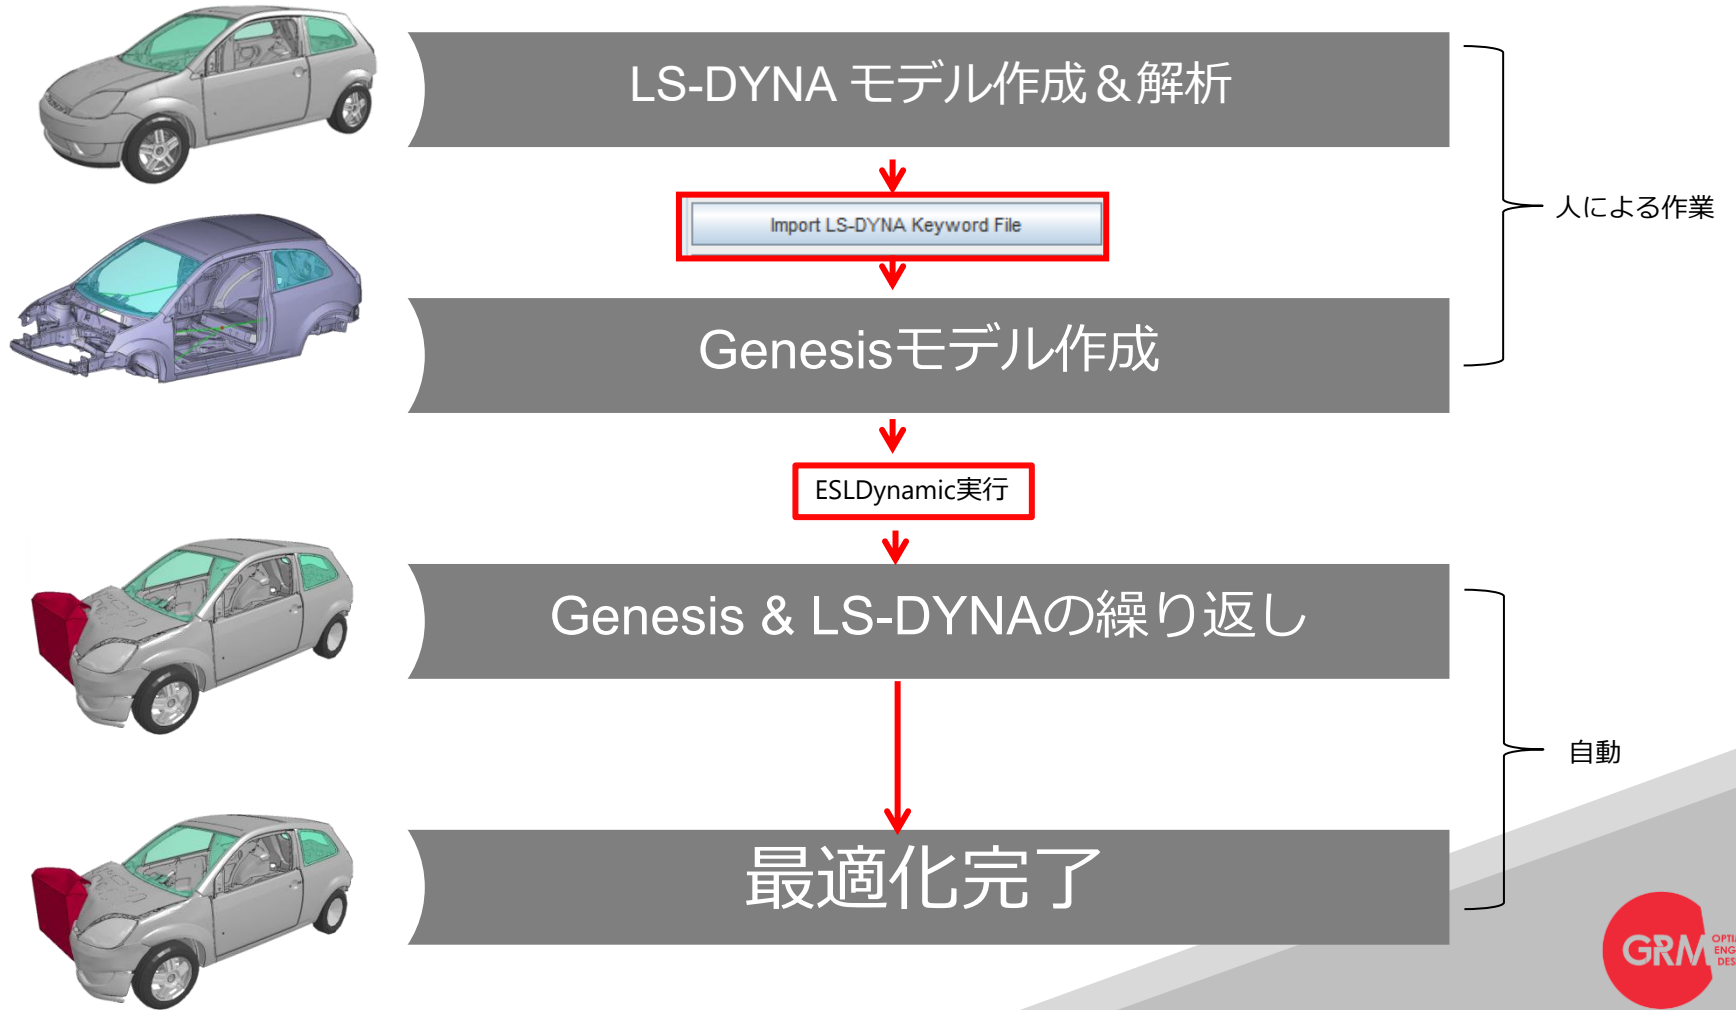 LS-DYNA モデル作成＆解析
Import LS-DYNA Keyword File
人による作業
Genesisモデル作成
ESLDynamic実行
Genesis & LS-DYNAの繰り返し
自動
最適化完了
GRM